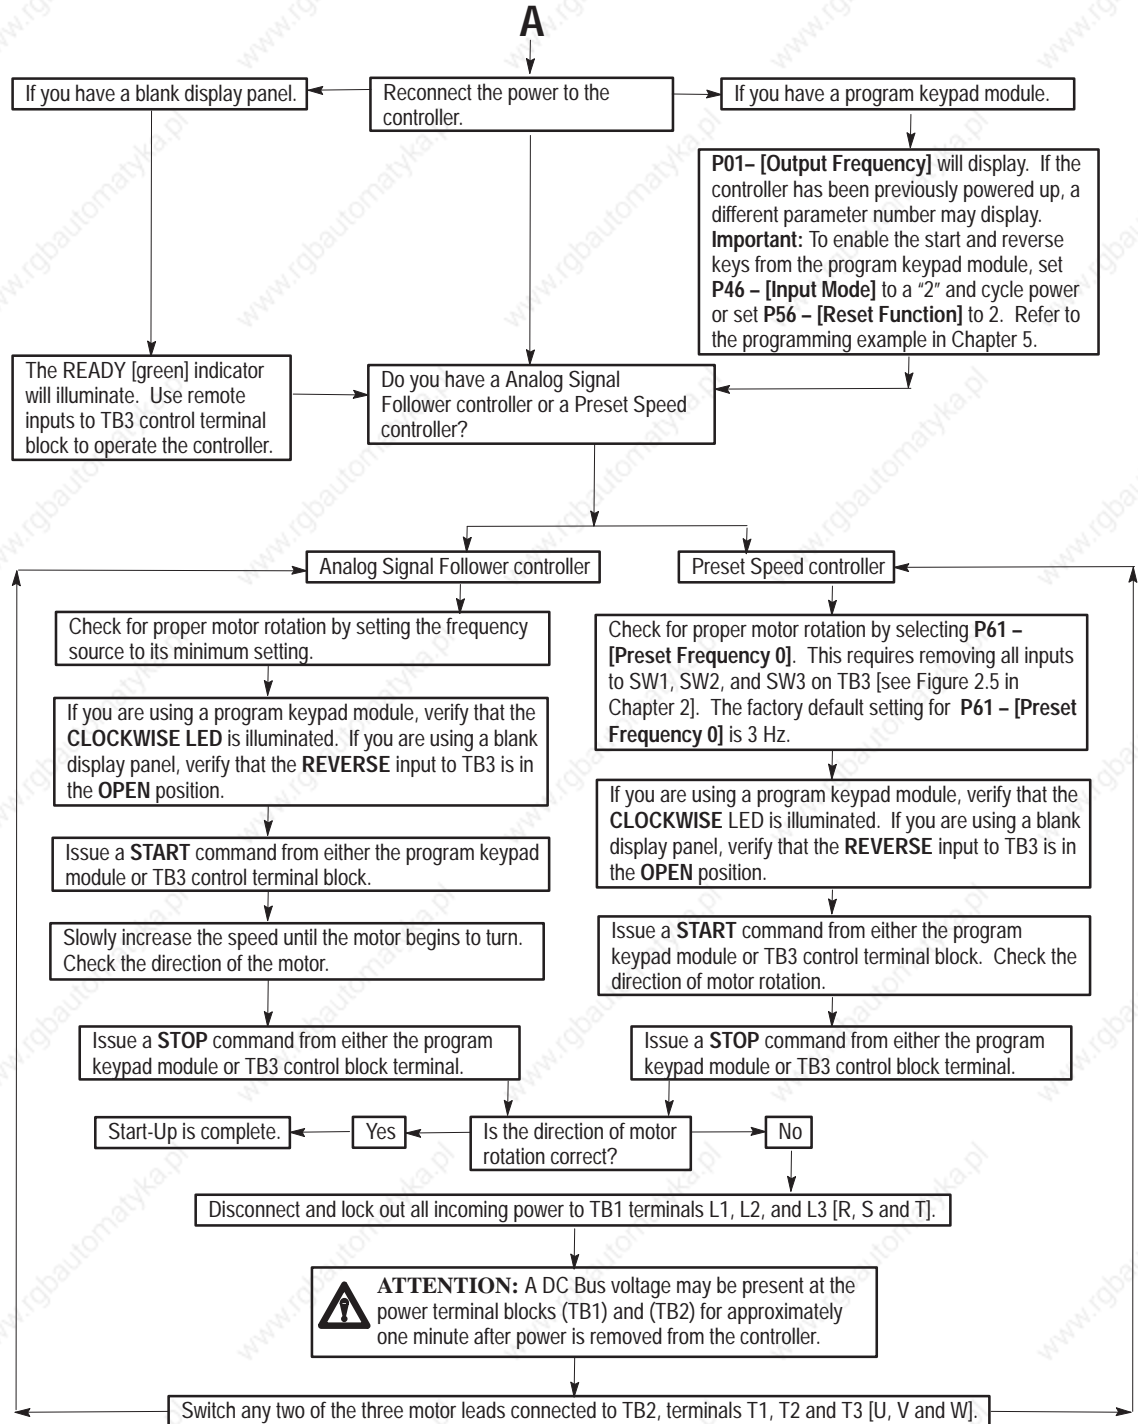 A
If you have a blank display panel.
Reconnect the power to the
controller.
If you have a program keypad module.
P01– [Output Frequency] will display. If the
controller has been previously powered up, a
different parameter number may display.
Important: To enable the start and reverse
keys from the program keypad module, set
P46 – [Input Mode] to a “2” and cycle power
or set P56 – [Reset Function] to 2. Refer to
the programming example in Chapter 5.
The READY [green] indicator
will illuminate. Use remote
inputs to TB3 control terminal
block to operate the controller.
Do you have a Analog Signal
Follower controller or a Preset Speed
controller?
Analog Signal Follower controller
Preset Speed controller
Check for proper motor rotation by setting the frequency
source to its minimum setting.
If you are using a program keypad module, verify that the
CLOCKWISE LED is illuminated. If you are using a blank
display panel, verify that the REVERSE input to TB3 is in
the OPEN position.
Issue a START command from either the program keypad
module or TB3 control terminal block.
Slowly increase the speed until the motor begins to turn.
Check the direction of the motor.
Issue a STOP command from either the program
keypad module or TB3 control block terminal.
Check for proper motor rotation by selecting P61 –
[Preset Frequency 0]. This requires removing all inputs
to SW1, SW2, and SW3 on TB3 [see Figure 2.5 in
Chapter 2]. The factory default setting for P61 – [Preset
Frequency 0] is 3 Hz.
If you are using a program keypad module, verify that the
CLOCKWISE LED is illuminated. If you are using a blank
display panel, verify that the REVERSE input to TB3 is in
the OPEN position.
Issue a START command from either the program
keypad module or TB3 control terminal block. Check the
direction of motor rotation.
Issue a STOP command from either the program
keypad module or TB3 control block terminal.
Start-Up is complete.
Yes
Is the direction of motor
rotation correct?
No
Disconnect and lock out all incoming power to TB1 terminals L1, L2, and L3 [R, S and T].
ATTENTION: A DC Bus voltage may be present at the
power terminal blocks (TB1) and (TB2) for approximately
one minute after power is removed from the controller.
Switch any two of the three motor leads connected to TB2, terminals T1, T2 and T3 [U, V and W].
www.rgbautomatyka.pl